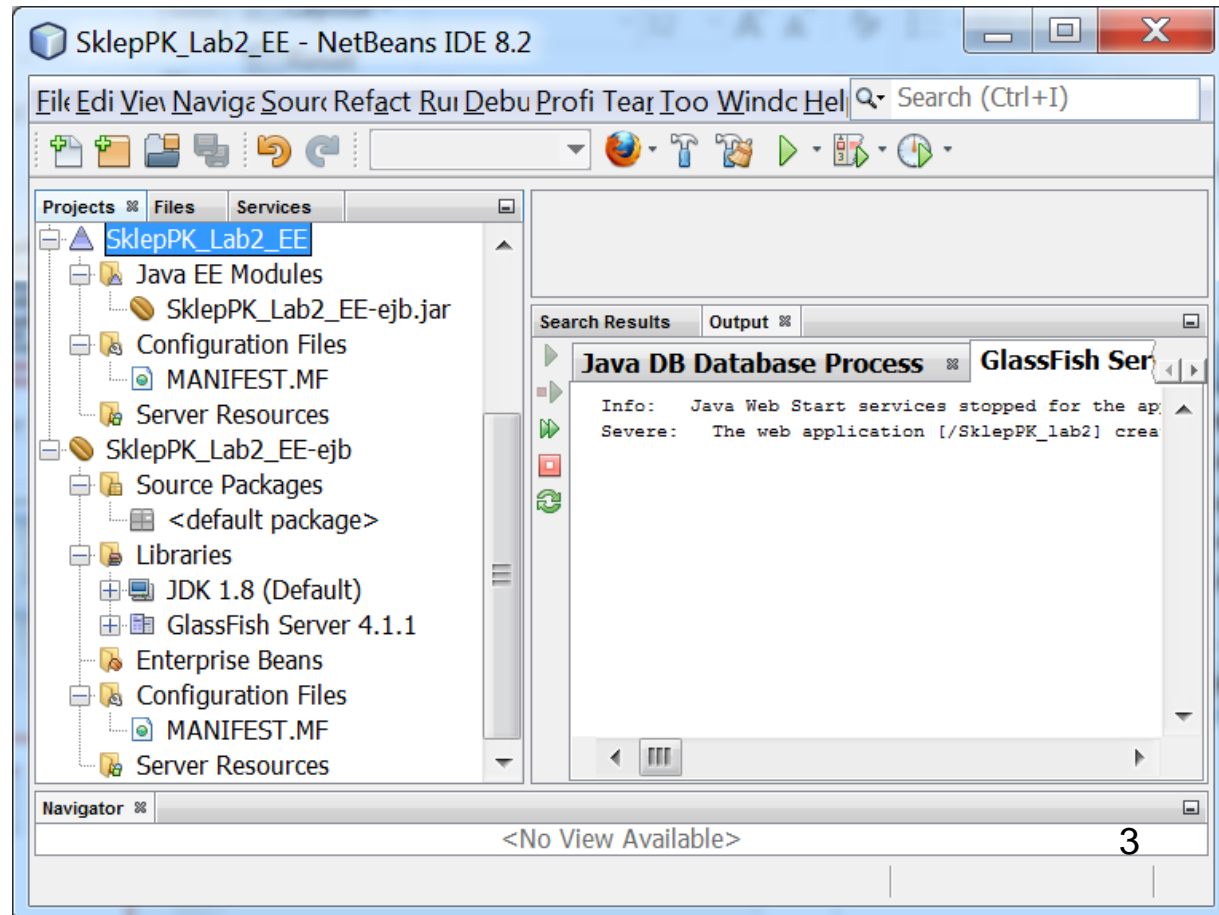 SklepPK_Lab2_EE - NetBeans IDE 8.2
File Edi Viev Naviga Sourc Refact Rui Debu Profi Tear Too Windc Hel Search (Ctrl+I)
Projects Files Services
SklepPK_Lab2_EE
Java EE Modules
SklepPK_Lab2_EE-ejb.jar
Configuration Files
MANIFEST.MF
Server Resources
SklepPK_Lab2_EE-ejb
Source Packages
<default package>
Libraries
JDK 1.8 (Default)
GlassFish Server 4.1.1
Enterprise Beans
Configuration Files
MANIFEST.MF
Server Resources
Search Results Output
Java DB Database Process GlassFish Ser
Info: Java Web Start services stopped for the ap
Severe: The web application [/SklepPK_lab2] crea
Navigator
<No View Available>
3